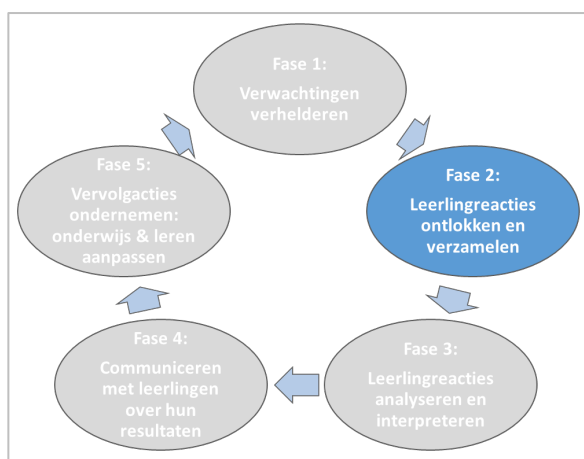 Fase 1:
Verwachtingen
verhelderen
Fase 2:
Leerlingreacties
ontlokken en
verzamelen
Fase 3:
Leerlingreacties
analyseren en
interpreteren
Fase 4:
Communiceren
met leerlingen
over hun
resultaten
Fase 5:
Vervolgacties
ondernemen:
onderwijs & leren
aanpassen